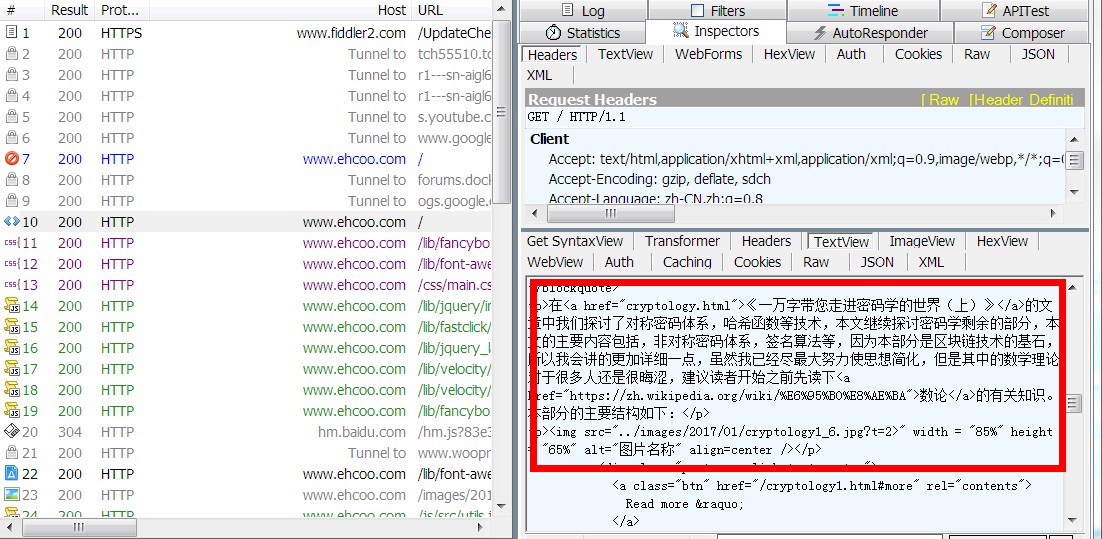 # Result Prot... Host URL
1 200 HTTPS www.fiddler2.com /UpdateChe
2 200 HTTP Tunnel to tch55510.tc
3 200 HTTP Tunnel to r1---sn-aigl6
4 200 HTTP Tunnel to r1---sn-aigl6
5 200 HTTP Tunnel to s.youtube.c
6 200 HTTP Tunnel to www.google
7 200 HTTP www.ehcoo.com /
8 200 HTTP Tunnel to forums.dock
9 200 HTTP Tunnel to ogs.google.c
10 200 HTTP www.ehcoo.com /
11 200 HTTP www.ehcoo.com /lib/fancybo
12 200 HTTP www.ehcoo.com /lib/font-awe
13 200 HTTP www.ehcoo.com /css/main.cs
14 200 HTTP www.ehcoo.com /lib/jquery/in
15 200 HTTP www.ehcoo.com /lib/fastclick/
16 200 HTTP www.ehcoo.com /lib/jquery_la
17 200 HTTP www.ehcoo.com /lib/velocity/
18 200 HTTP www.ehcoo.com /lib/velocity/
19 200 HTTP www.ehcoo.com /lib/fancybo
20 304 HTTP hm.baidu.com /hm.js?83e3
21 200 HTTP Tunnel to www.woopr
22 200 HTTP www.ehcoo.com /lib/font-awe
23 200 HTTP www.ehcoo.com /images/201
24 200 HTTP www.ehcoo.com /js/src/utils.j
Log Filters Timeline APITest
Statistics Inspectors AutoResponder Composer
Headers TextView WebForms HexView Auth Cookies Raw JSON
XML
Request Headers [ Raw [Header Definiti
GET / HTTP/1.1
Client
Accept: text/html,application/xhtml+xml,application/xml;q=0.9,image/webp,*/*;q=0
Accept-Encoding: gzip, deflate, sdch
Accept-Language: zh-CN,zh;q=0.8
Get SyntaxView Transformer Headers TextView ImageView HexView
WebView Auth Caching Cookies Raw JSON XML
/blockquote>
p>在<a href="cryptology.html">《一万字带您走进密码学的世界（上）》</a>的文
章中我们探讨了对称密码体系，哈希函数等技术，本文继续探讨密码学剩余的部分，本
文的主要内容包括，非对称密码体系，签名算法等，因为本部分是区块链技术的基石，
所以我会讲的更加详细一点，虽然我已经尽最大努力使思想简化，但是其中的数学理论
对于很多人还是很晦涩，建议读者开始之前先读下<a
href="https://zh.wikipedia.org/wiki/%E6%95%B0%E8%AE%BA">数论</a>的有关知识。
本部分的主要结构如下：</p>
p><img src="../images/2017/01/cryptology1_6.jpg?t=2>" width = "85%" height
= "65%" alt="图片名称" align=center /></p>
<a class="btn" href="/cryptology1.html#more" rel="contents">
Read more &raquo;
</a>